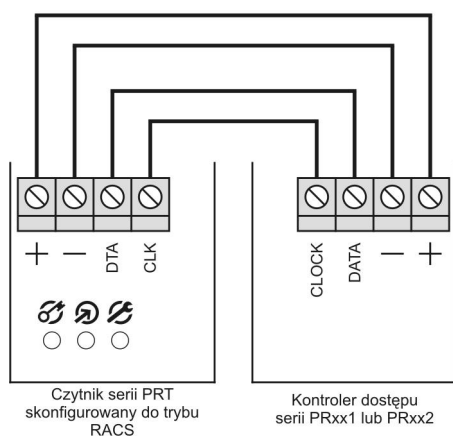 + − DTA CLK
CLOCK DATA − +
Czytnik serii PRT
skonfigurowany do trybu
RACS
Kontroler dostępu
serii PRxx1 lub PRxx2